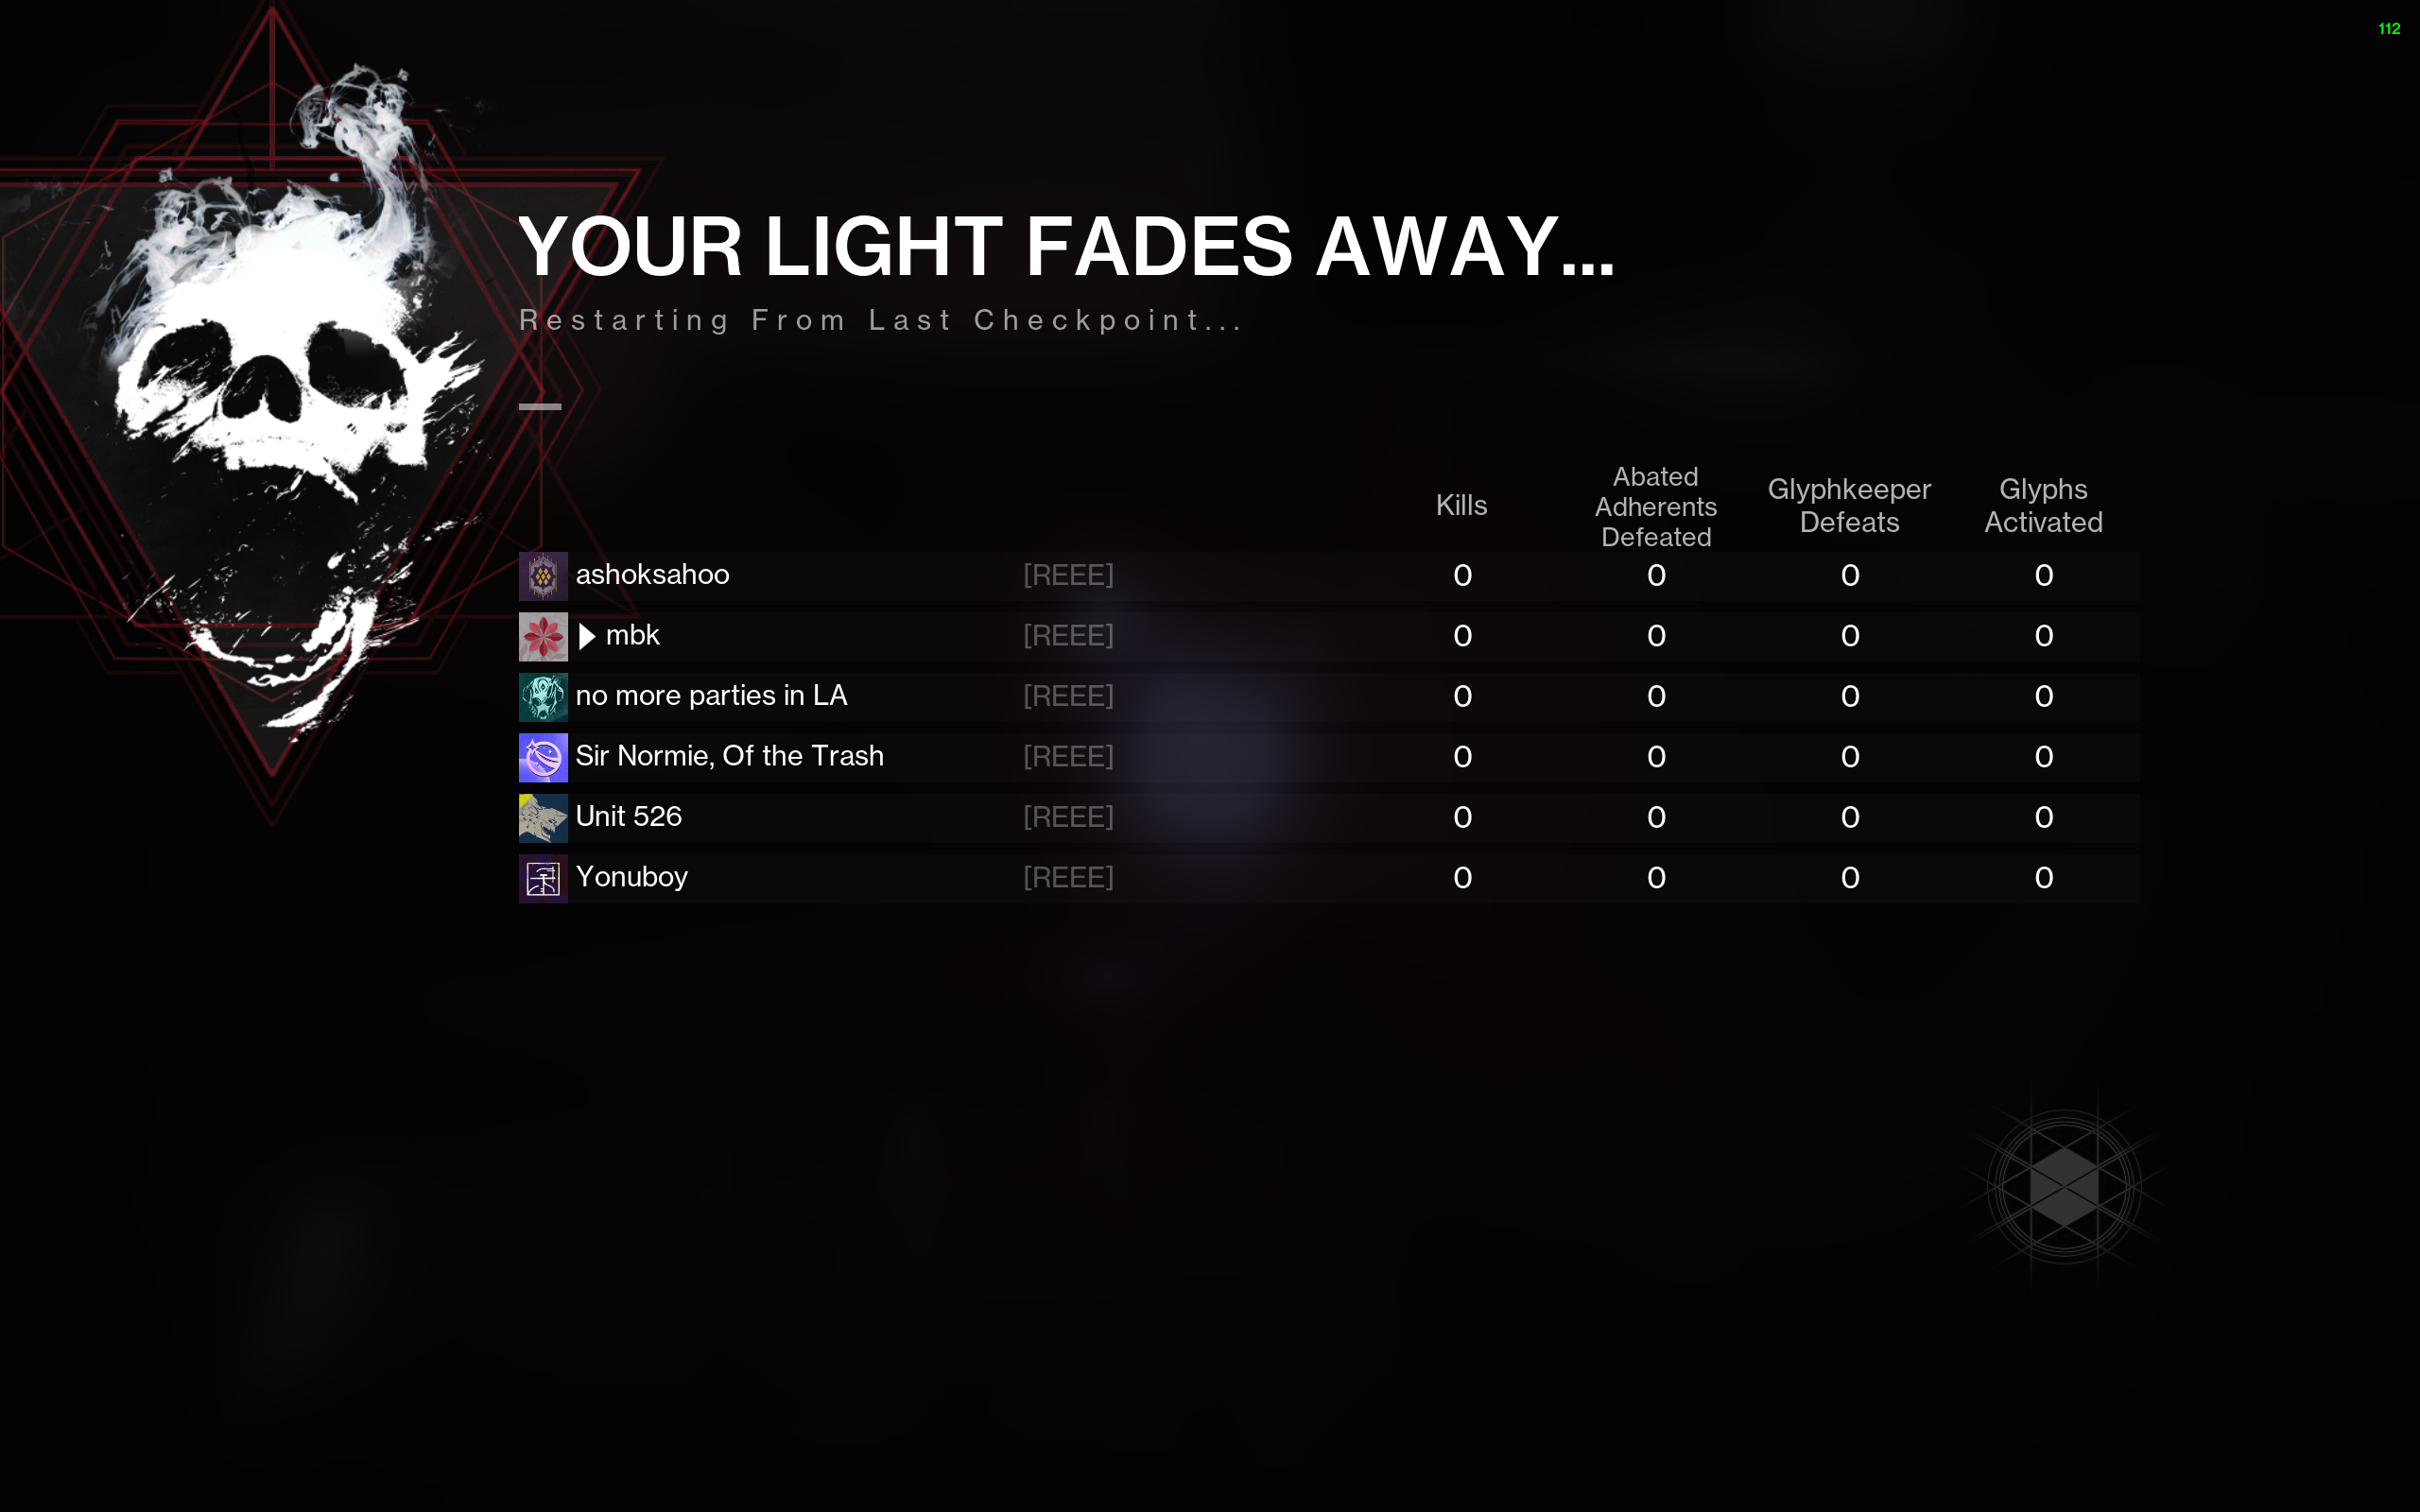 112
YOUR LIGHT FADES AWAY...
Restarting From Last Checkpoint...
Kills
Abated
Adherents
Defeated
Glyphkeeper
Defeats
Glyphs
Activated
ashoksahoo [REEE] 0 0 0 0
mbk [REEE] 0 0 0 0
no more parties in LA [REEE] 0 0 0 0
Sir Normie, Of the Trash [REEE] 0 0 0 0
Unit 526 [REEE] 0 0 0 0
Yonuboy [REEE] 0 0 0 0